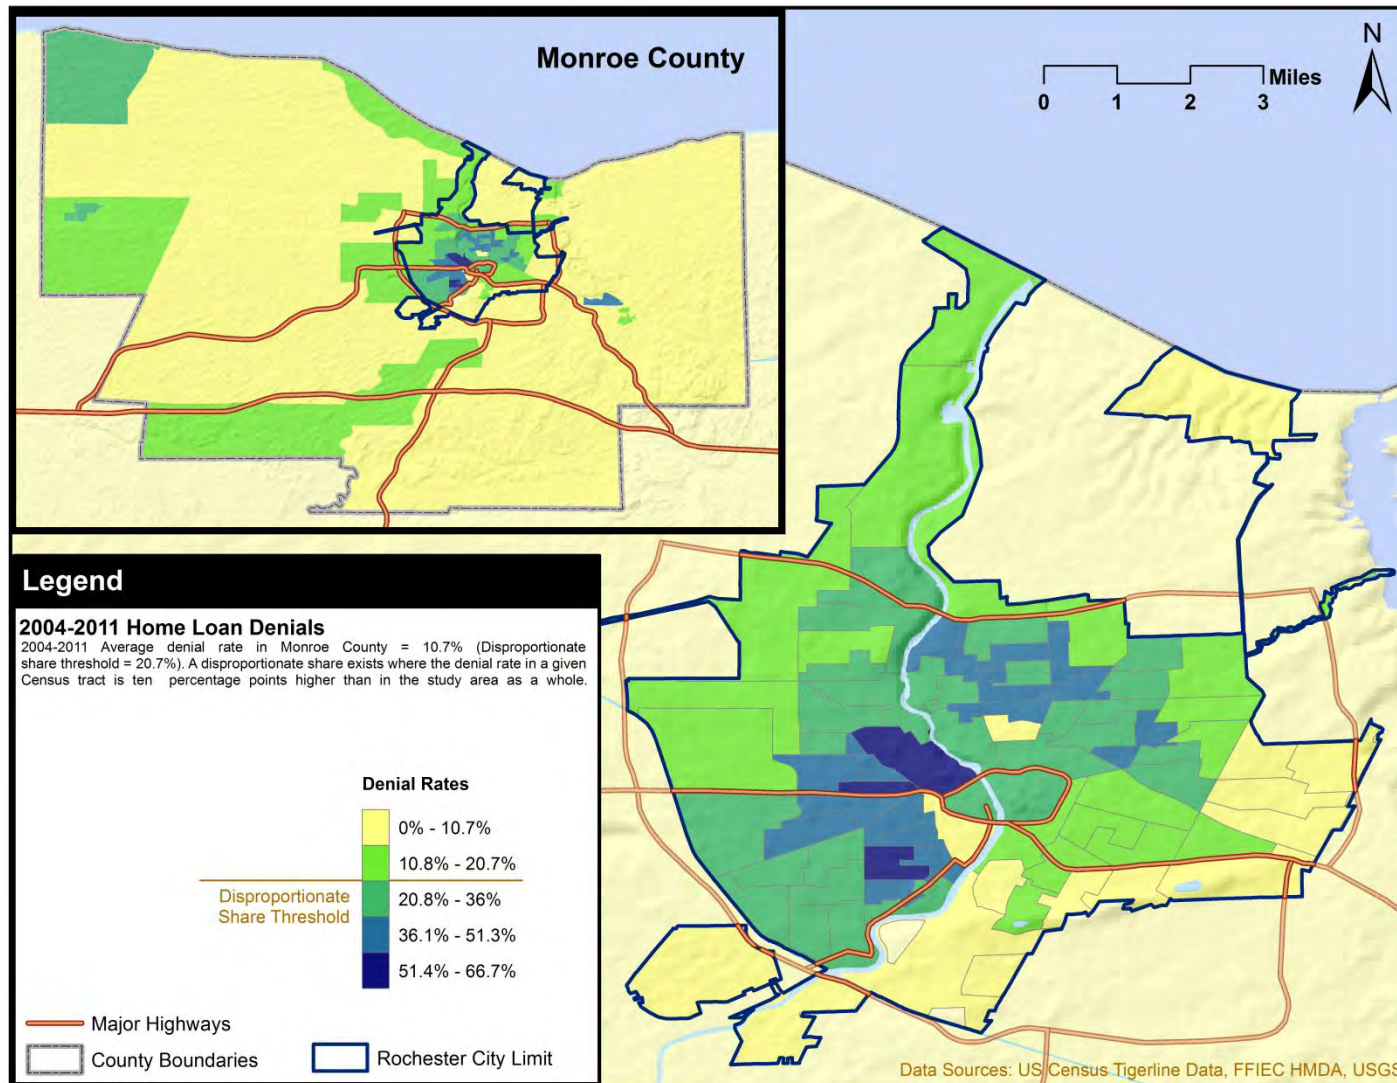 Monroe County
N
Miles
0 1 2 3
Legend
2004-2011 Home Loan Denials
2004-2011 Average denial rate in Monroe County = 10.7% (Disproportionate
share threshold = 20.7%). A disproportionate share exists where the denial rate in a given
Census tract is ten percentage points higher than in the study area as a whole.
Denial Rates
0% - 10.7%
10.8% - 20.7%
Disproportionate
Share Threshold
20.8% - 36%
36.1% - 51.3%
51.4% - 66.7%
Major Highways
County Boundaries
Rochester City Limit
Data Sources: US Census Tigerline Data, FFIEC HMDA, USGS